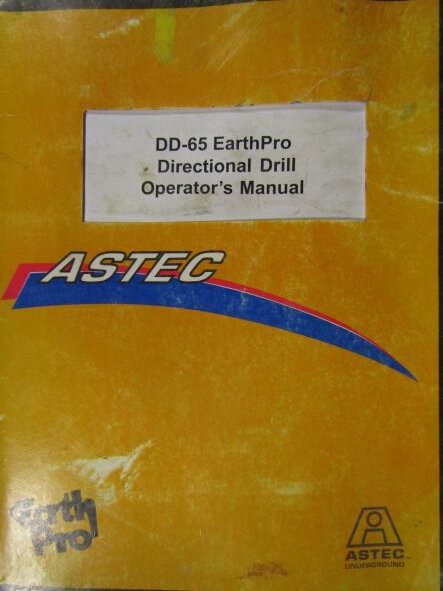 DD-65 EarthPro
Directional Drill
Operator's Manual
ASTEC
Earth
Pro
ASTEC
UNDERGROUND